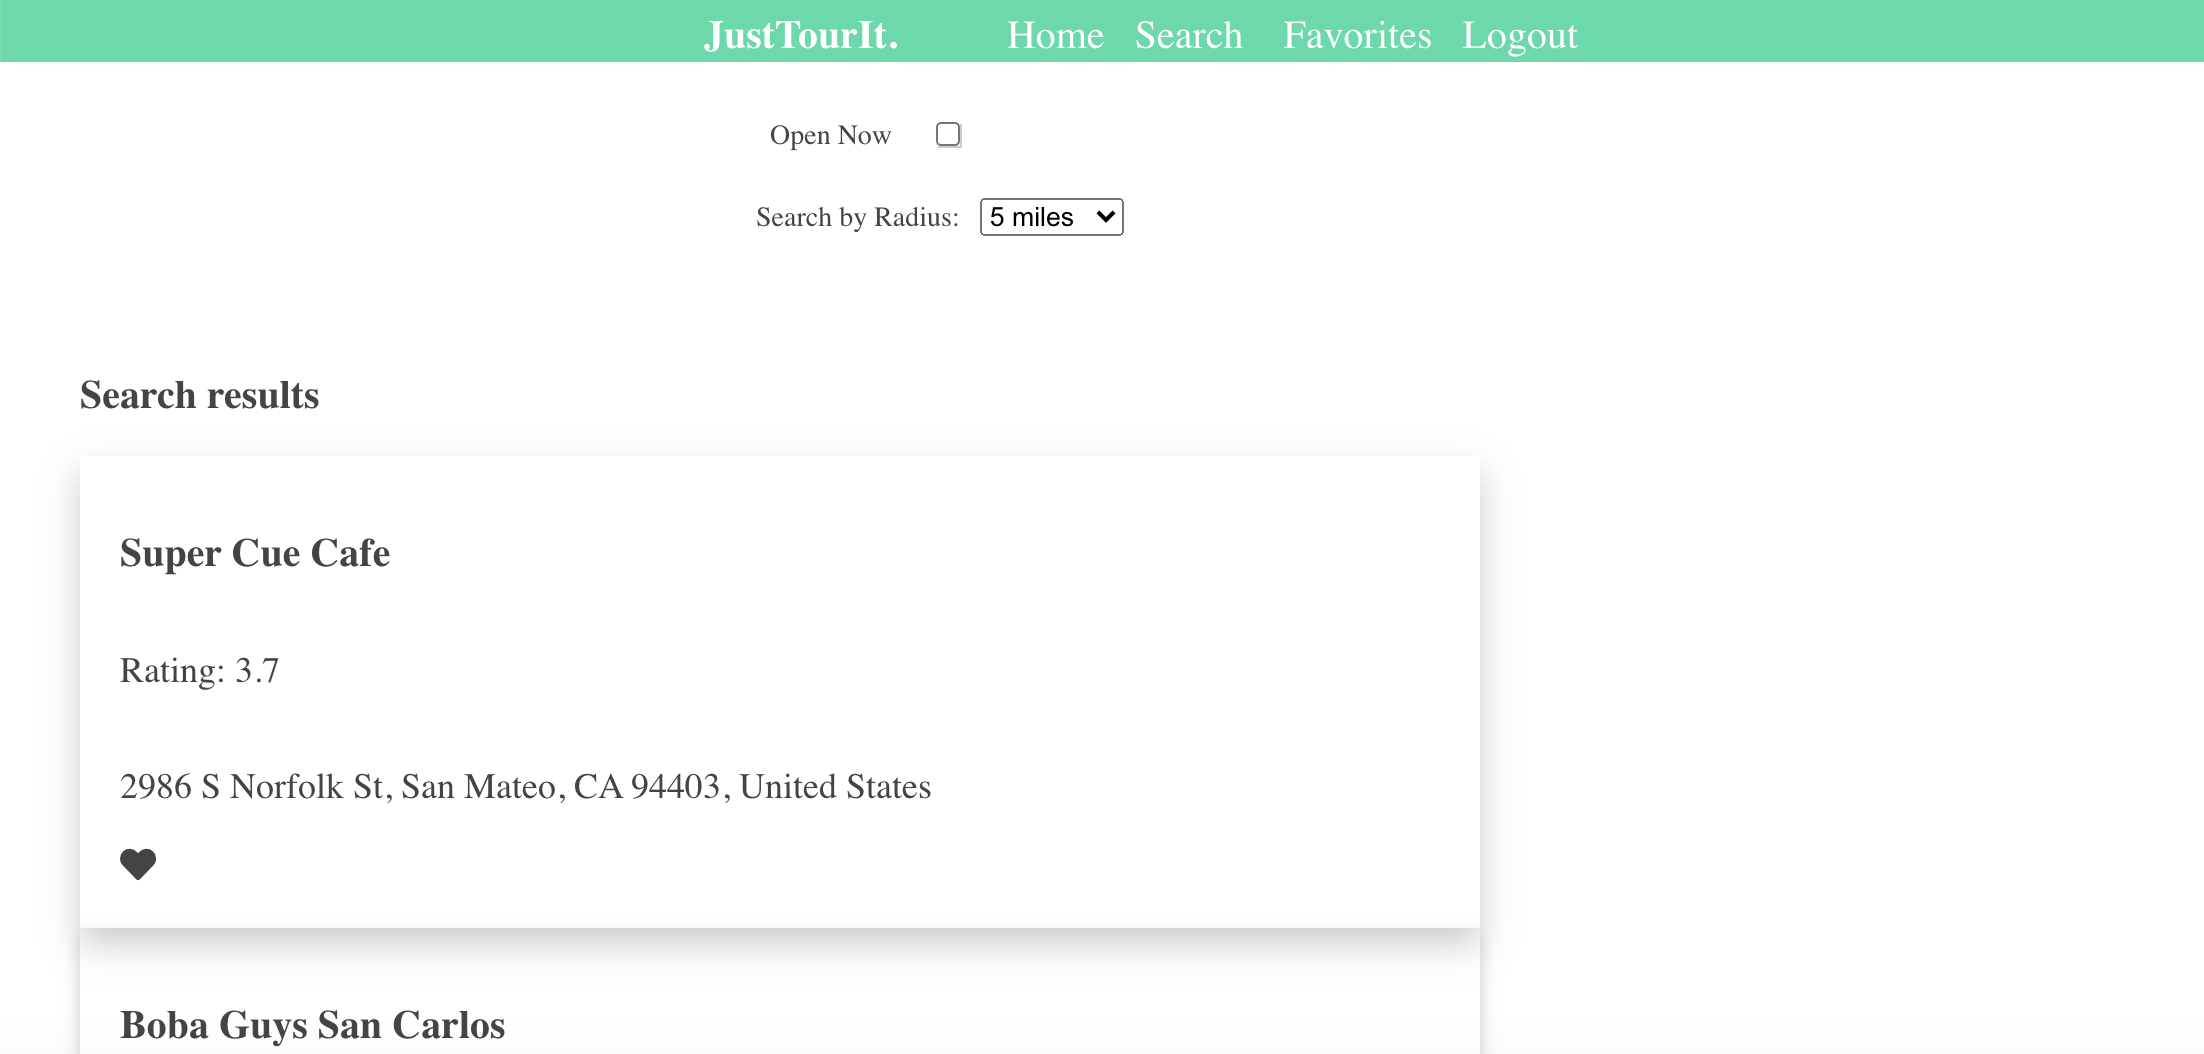 JustTourIt. Home Search Favorites Logout
Open Now
Search by Radius: 5 miles
Search results
Super Cue Cafe
Rating: 3.7
2986 S Norfolk St, San Mateo, CA 94403, United States
Boba Guys San Carlos